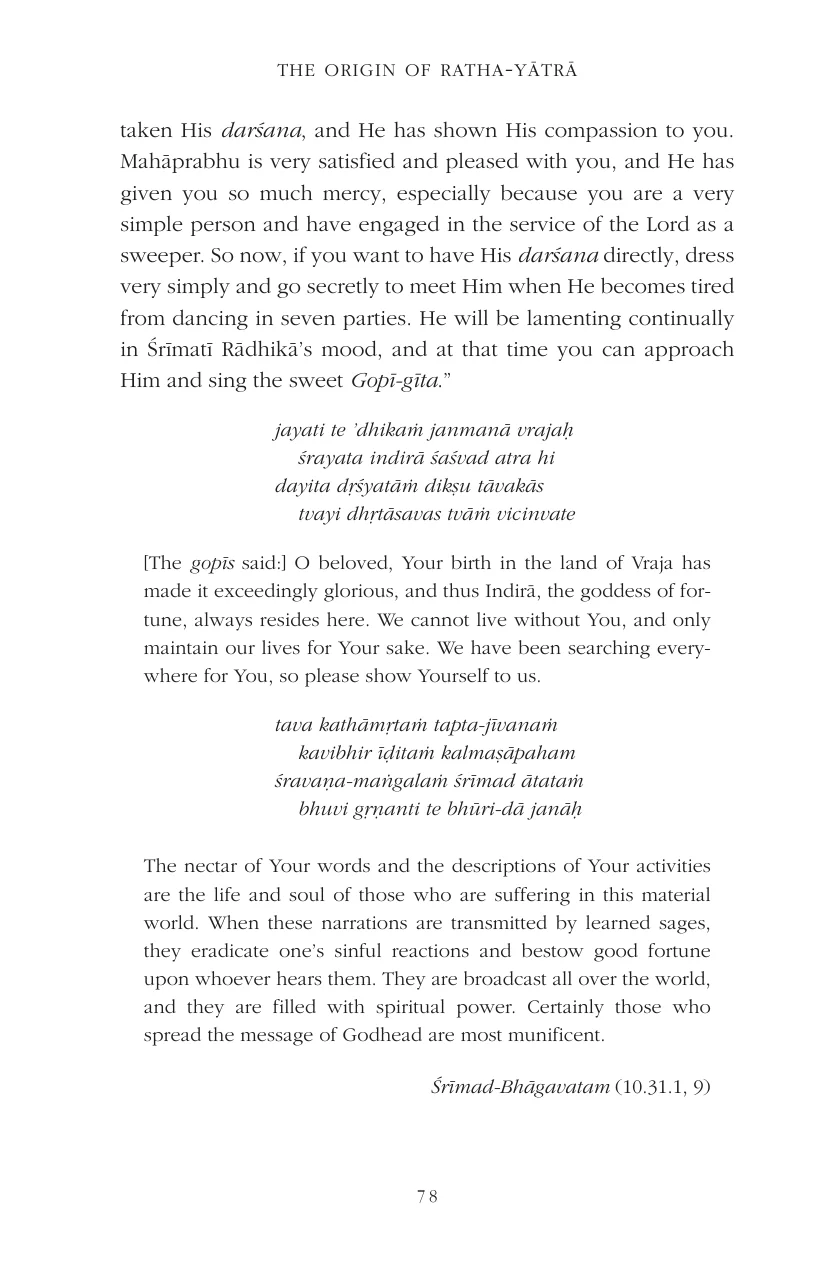 THE ORIGIN OF RATHA-YĀTRĀ
taken His darśana, and He has shown His compassion to you.
Mahāprabhu is very satisfied and pleased with you, and He has
given you so much mercy, especially because you are a very
simple person and have engaged in the service of the Lord as a
sweeper. So now, if you want to have His darśana directly, dress
very simply and go secretly to meet Him when He becomes tired
from dancing in seven parties. He will be lamenting continually
in Śrīmatī Rādhikā’s mood, and at that time you can approach
Him and sing the sweet Gopī-gīta.”
jayati te ’dhikaṁ janmanā vrajaḥ
śrayata indirā śaśvad atra hi
dayita dṛśyatāṁ dikṣu tāvakās
tvayi dhṛtāsavas tvāṁ vicinvate
[The gopīs said:] O beloved, Your birth in the land of Vraja has
made it exceedingly glorious, and thus Indirā, the goddess of for-
tune, always resides here. We cannot live without You, and only
maintain our lives for Your sake. We have been searching every-
where for You, so please show Yourself to us.
tava kathāmṛtaṁ tapta-jīvanaṁ
kavibhir īḍitaṁ kalmaṣāpaham
śravaṇa-maṅgalaṁ śrīmad ātataṁ
bhuvi gṛṇanti te bhūri-dā janāḥ
The nectar of Your words and the descriptions of Your activities
are the life and soul of those who are suffering in this material
world. When these narrations are transmitted by learned sages,
they eradicate one’s sinful reactions and bestow good fortune
upon whoever hears them. They are broadcast all over the world,
and they are filled with spiritual power. Certainly those who
spread the message of Godhead are most munificent.
Śrīmad-Bhāgavatam (10.31.1, 9)
78